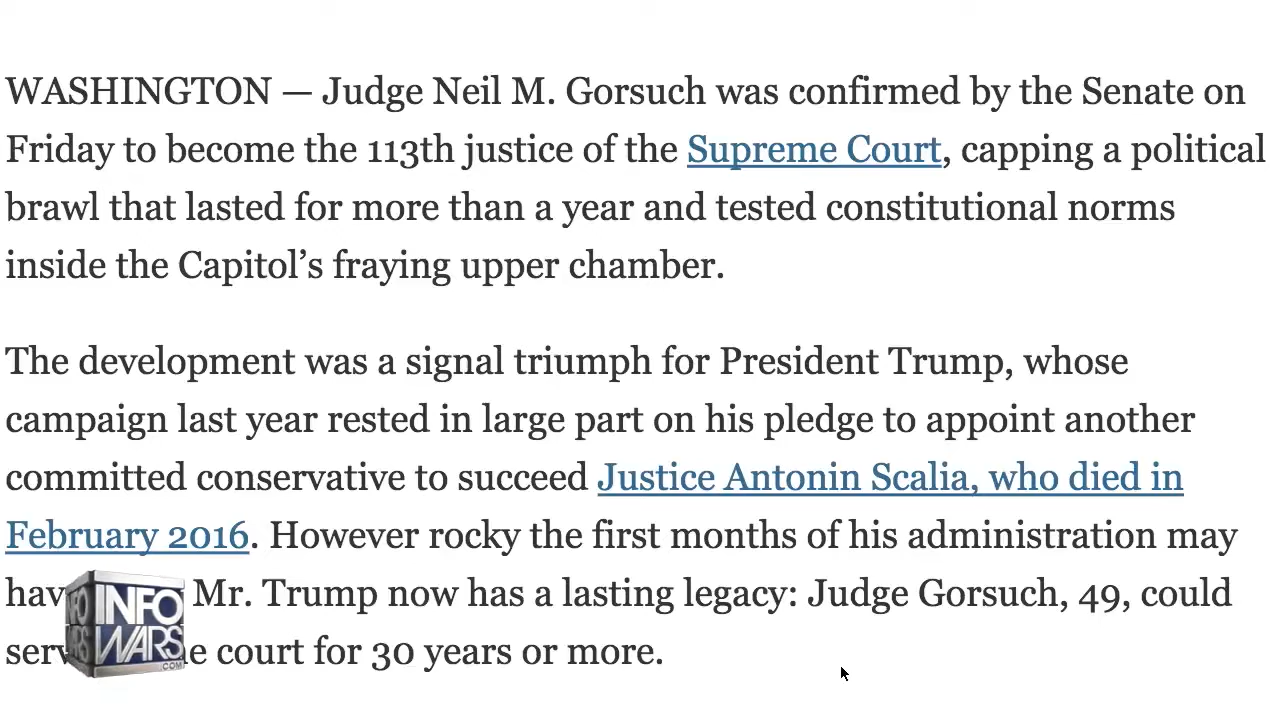 WASHINGTON — Judge Neil M. Gorsuch was confirmed by the Senate on
Friday to become the 113th justice of the Supreme Court, capping a political
brawl that lasted for more than a year and tested constitutional norms
inside the Capitol’s fraying upper chamber.
The development was a signal triumph for President Trump, whose
campaign last year rested in large part on his pledge to appoint another
committed conservative to succeed Justice Antonin Scalia, who died in
February 2016. However rocky the first months of his administration may
Mr. Trump now has a lasting legacy: Judge Gorsuch, 49, could
court for 30 years or more.
INFO
WARS
.COM